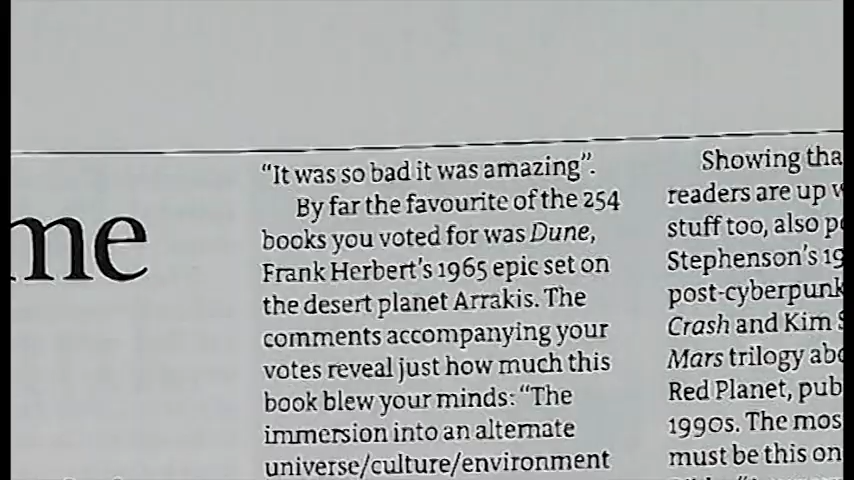 me
“It was so bad it was amazing”.
By far the favourite of the 254
books you voted for was Dune,
Frank Herbert’s 1965 epic set on
the desert planet Arrakis. The
comments accompanying your
votes reveal just how much this
book blew your minds: “The
immersion into an alternate
universe/culture/environment
Showing tha
readers are up
stuff too, also p
Stephenson’s 19
post-cyberpunk
Crash and Kim S
Mars trilogy abo
Red Planet, pub
1990s. The mos
must be this on